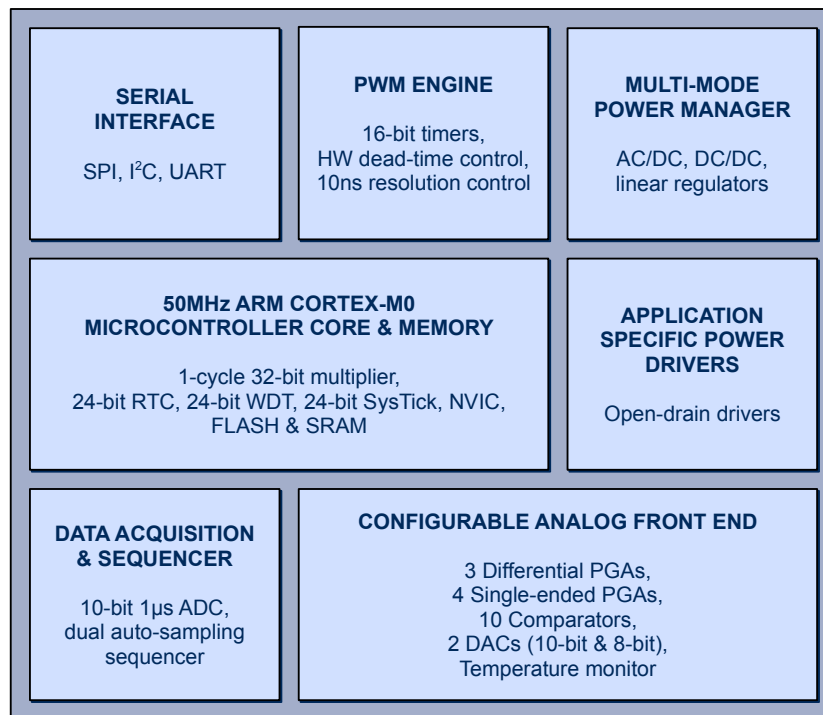 SERIAL
INTERFACE
SPI, I²C, UART
PWM ENGINE
16-bit timers,
HW dead-time control,
10ns resolution control
MULTI-MODE
POWER MANAGER
AC/DC, DC/DC,
linear regulators
50MHz ARM CORTEX-M0
MICROCONTROLLER CORE & MEMORY
1-cycle 32-bit multiplier,
24-bit RTC, 24-bit WDT, 24-bit SysTick, NVIC,
FLASH & SRAM
APPLICATION
SPECIFIC POWER
DRIVERS
Open-drain drivers
DATA ACQUISITION
& SEQUENCER
10-bit 1µs ADC,
dual auto-sampling
sequencer
CONFIGURABLE ANALOG FRONT END
3 Differential PGAs,
4 Single-ended PGAs,
10 Comparators,
2 DACs (10-bit & 8-bit),
Temperature monitor